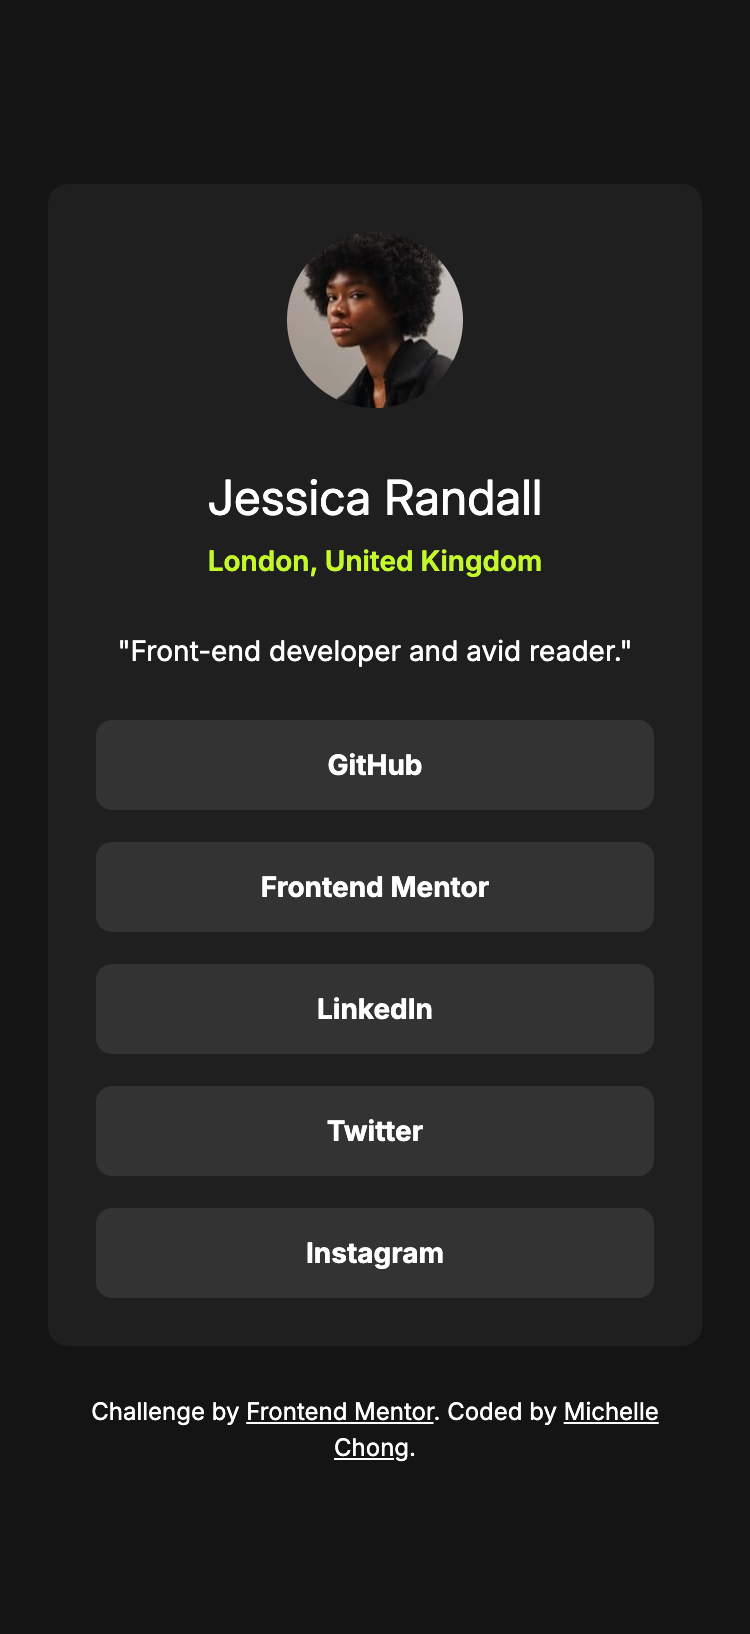 Jessica Randall
London, United Kingdom
"Front-end developer and avid reader."
GitHub
Frontend Mentor
LinkedIn
Twitter
Instagram
Challenge by Frontend Mentor. Coded by Michelle
Chong.